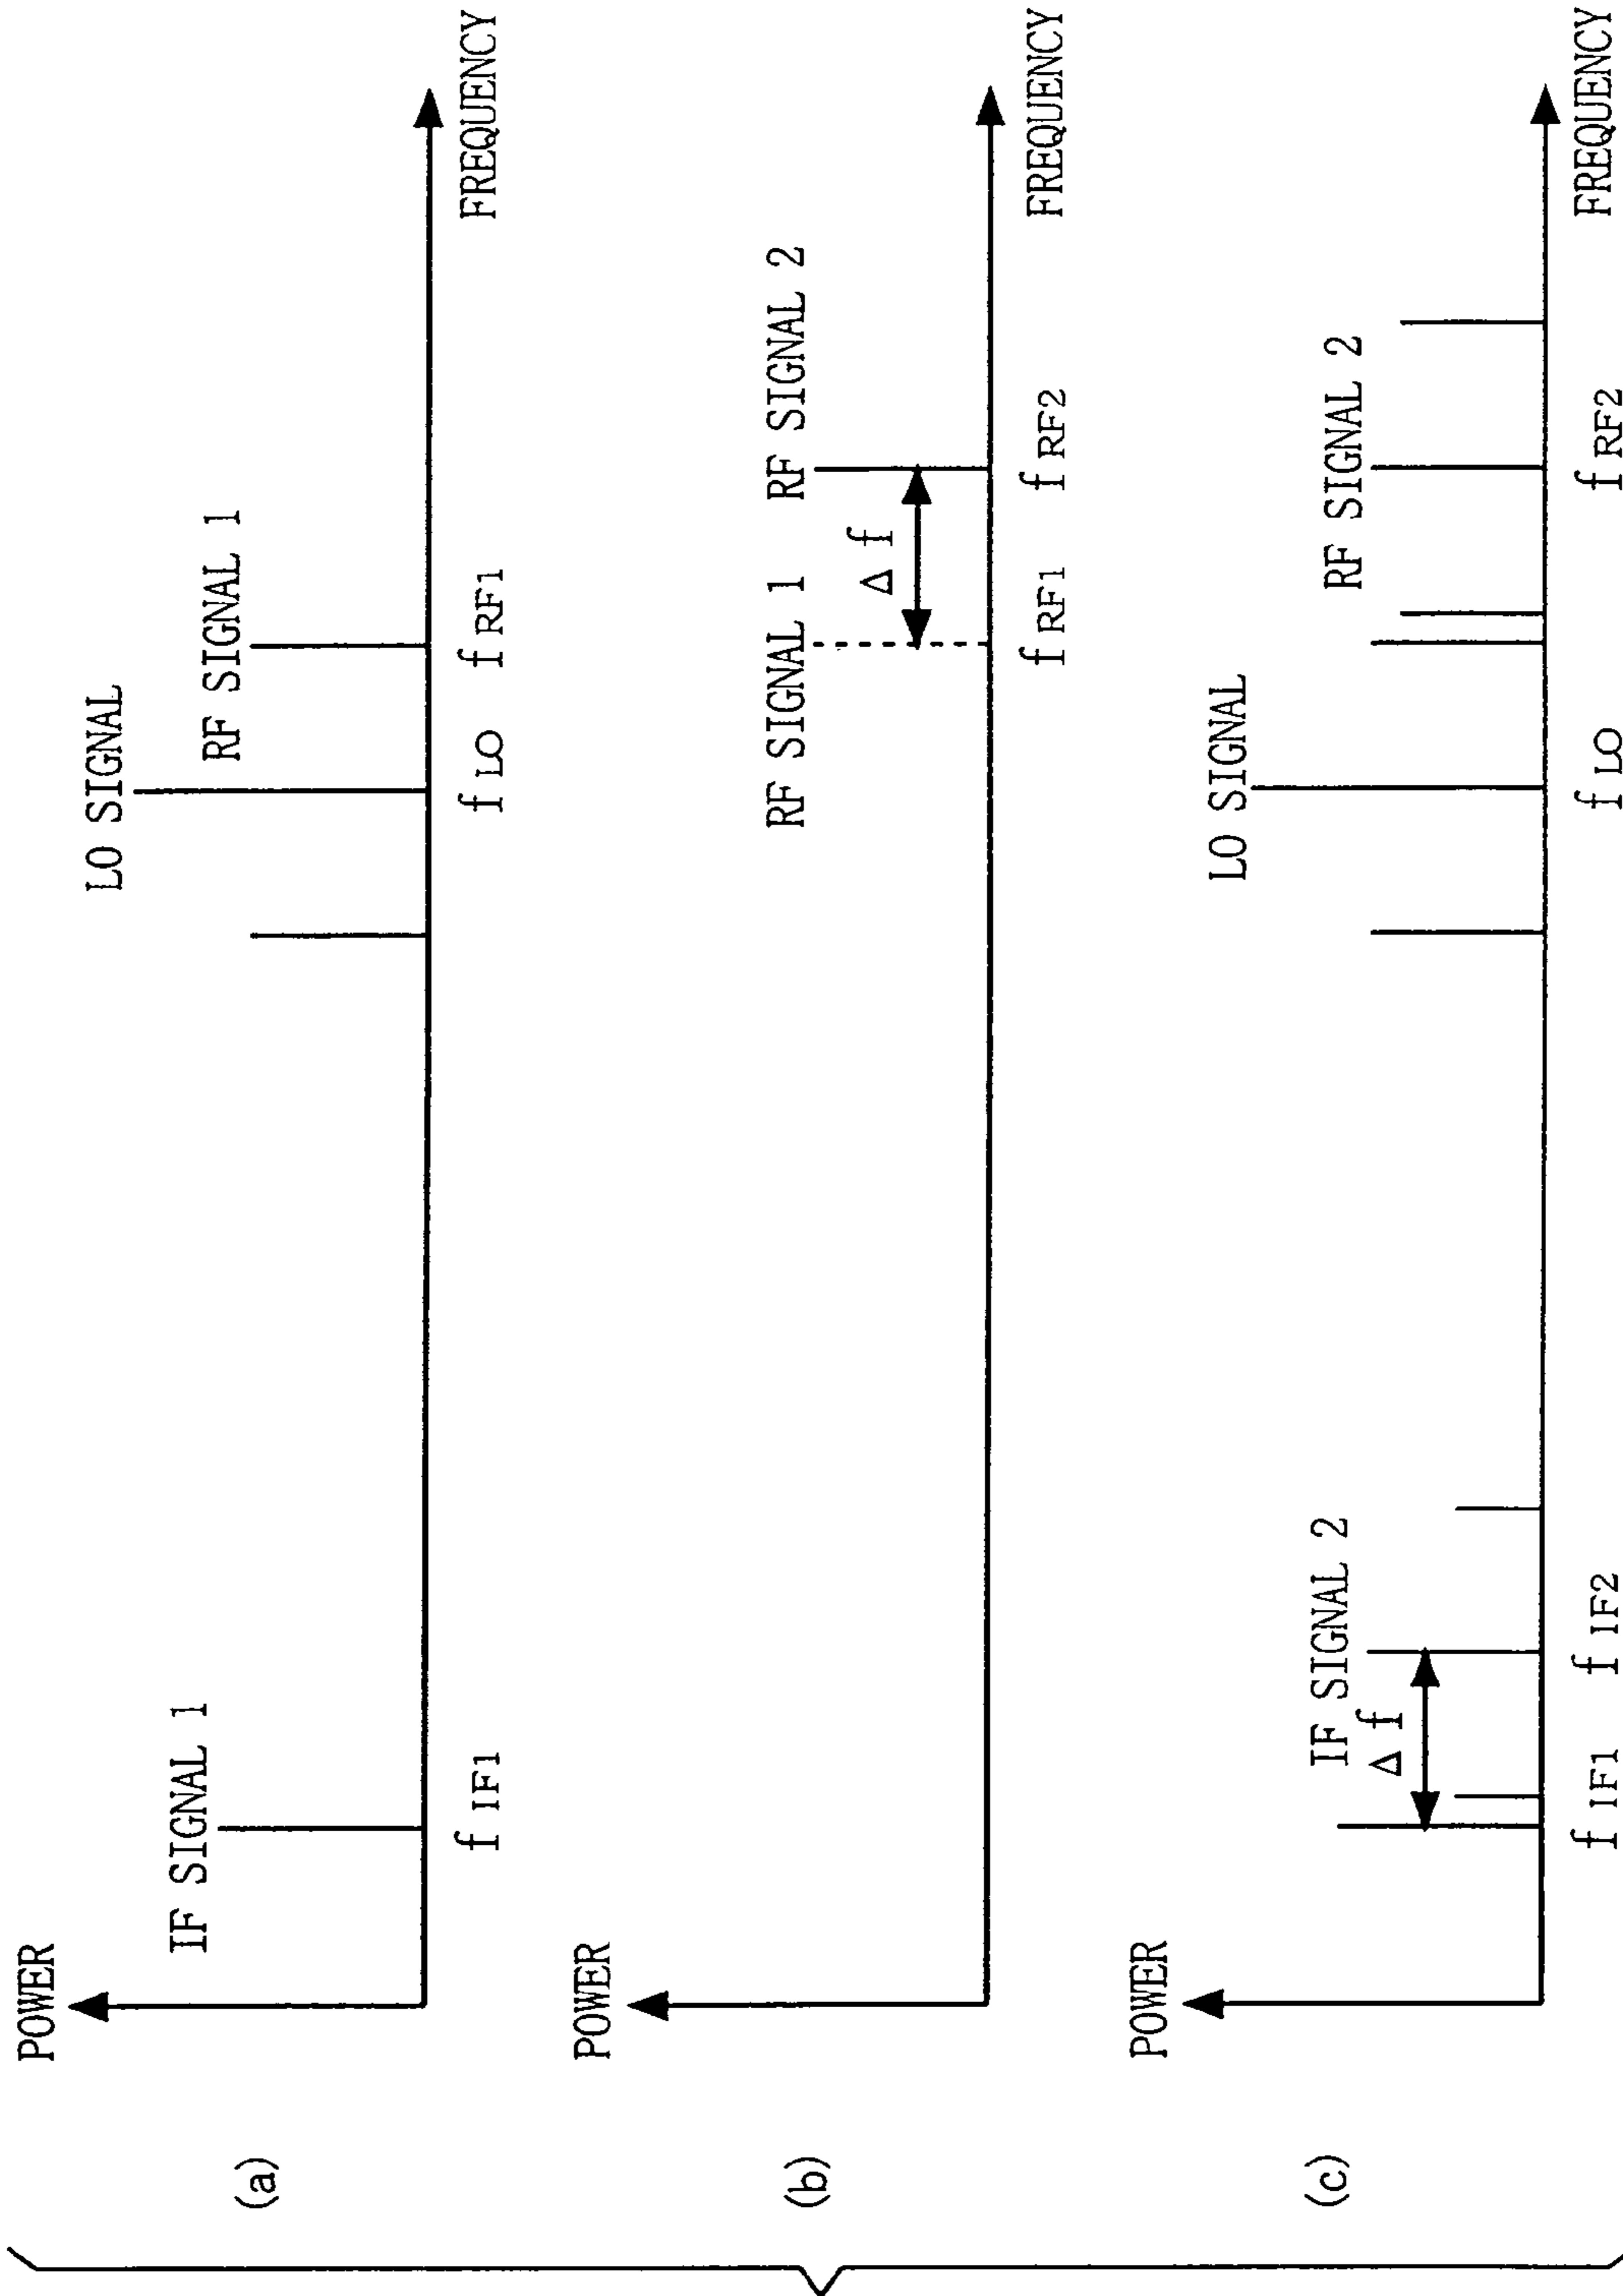 (a)
POWER
IF SIGNAL 1
LO SIGNAL
RF SIGNAL 1
f IF1
f LO
f RF1
FREQUENCY
(b)
POWER
RF SIGNAL 1
RF SIGNAL 2
Δ f
f RF1
f RF2
FREQUENCY
(c)
POWER
IF SIGNAL 2
Δ f
LO SIGNAL
RF SIGNAL 2
f IF1
f IF2
f LO
f RF2
FREQUENCY